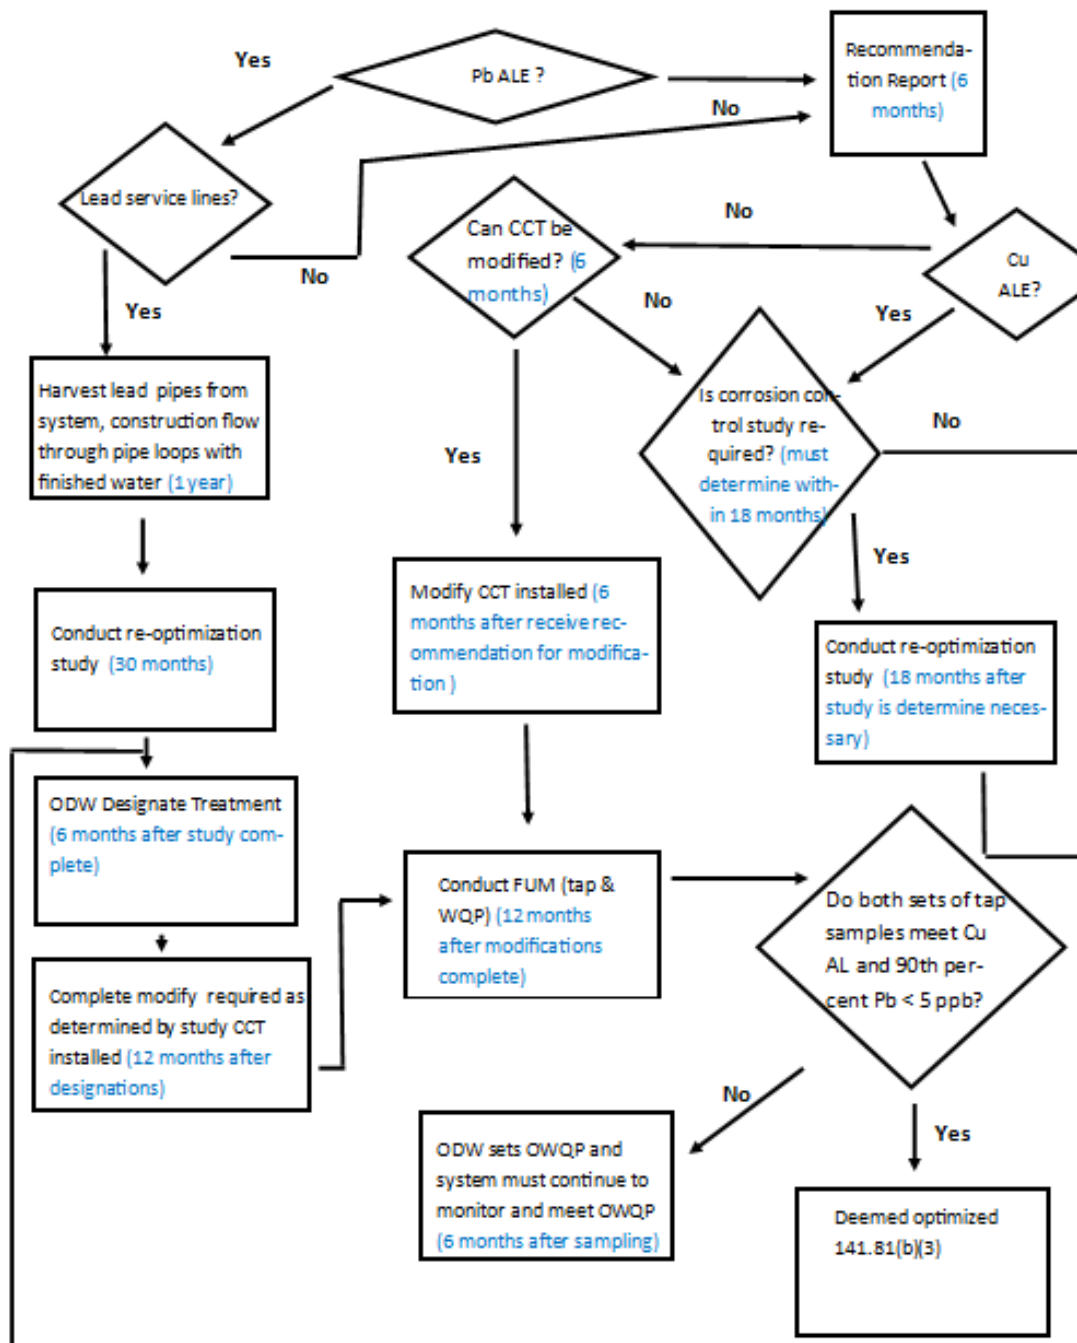 Yes
Pb ALE ?
No
Recommenda-
tion Report (6
months)
Lead service lines?
No
Yes
Can CCT be
modified? (6
months)
No
Cu
ALE?
No
Yes
Harvest lead pipes from
system, construction flow
through pipe loops with
finished water (1 year)
Yes
Is corrosion con-
trol study re-
quired? (must
determine with-
in 18 months)
No
Yes
Conduct re-optimization
study (30 months)
Modify CCT installed (6
months after receive rec-
ommendation for modifica-
tion )
Conduct re-optimization
study (18 months after
study is determine neces-
sary)
ODW Designate Treatment
(6 months after study com-
plete)
Conduct FUM (tap &
WQP) (12 months
after modifications
complete)
Do both sets of tap
samples meet Cu
AL and 90th per-
cent Pb < 5 ppb?
Complete modify required as
determined by study CCT
installed (12 months after
designations)
No
Yes
ODW sets OWQP and
system must continue to
monitor and meet OWQP
(6 months after sampling)
Deemed optimized
141.81(b)(3)